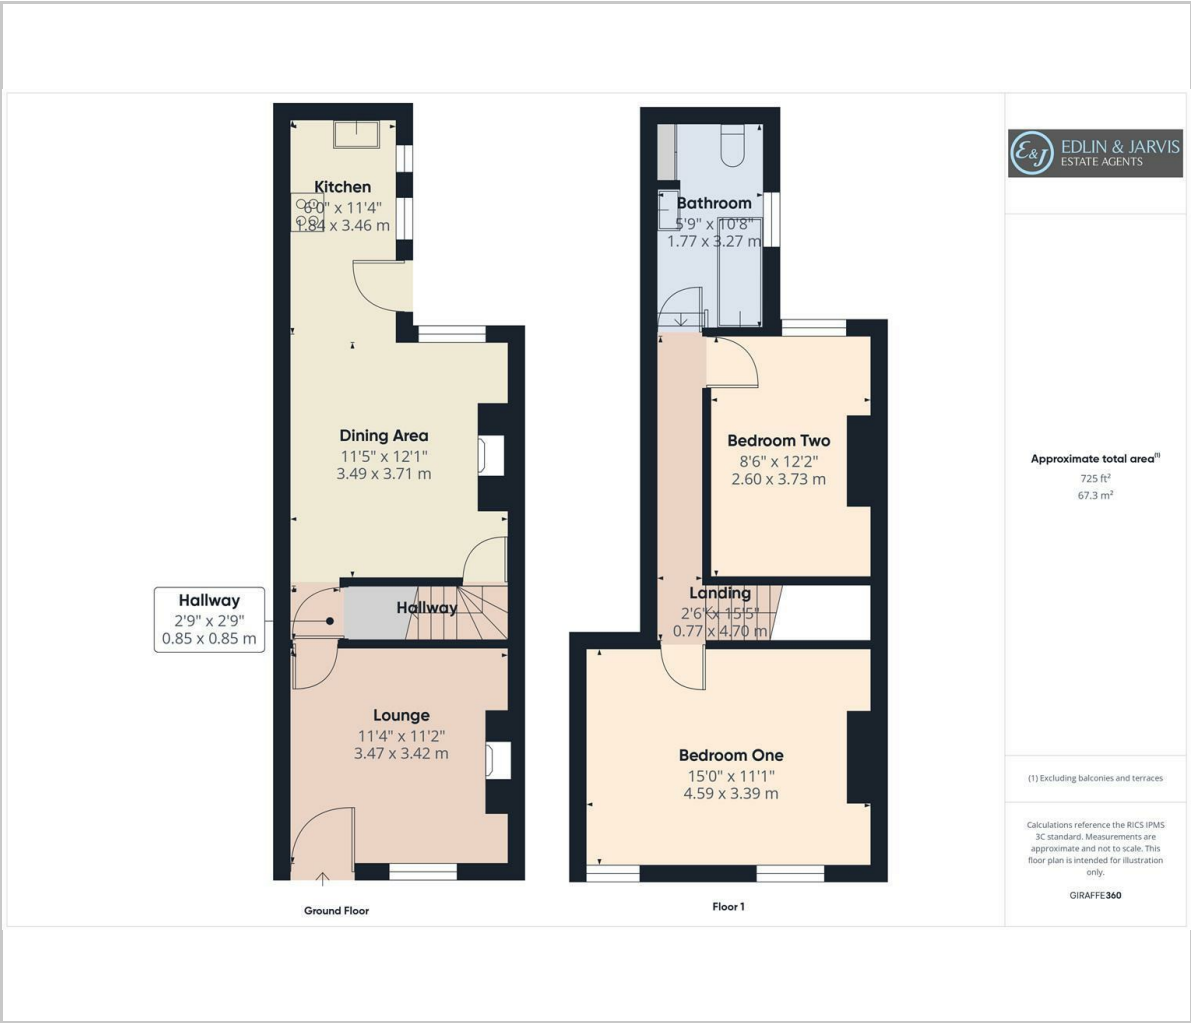 Kitchen
6'0" x 11'4"
1.84 x 3.46 m
Dining Area
11'5" x 12'1"
3.49 x 3.71 m
Hallway
2'9" x 2'9"
0.85 x 0.85 m
Hallway
Lounge
11'4" x 11'2"
3.47 x 3.42 m
Ground Floor
Bathroom
5'9" x 10'8"
1.77 x 3.27 m
Bedroom Two
8'6" x 12'2"
2.60 x 3.73 m
Landing
2'6" x 15'5"
0.77 x 4.70 m
Bedroom One
15'0" x 11'1"
4.59 x 3.39 m
Floor 1
E&J
EDLIN & JARVIS
ESTATE AGENTS
Approximate total area(1)
725 ft²
67.3 m²
(1) Excluding balconies and terraces
Calculations reference the RICS IPMS
3C standard. Measurements are
approximate and not to scale. This
floor plan is intended for illustration
only.
GIRAFFE360